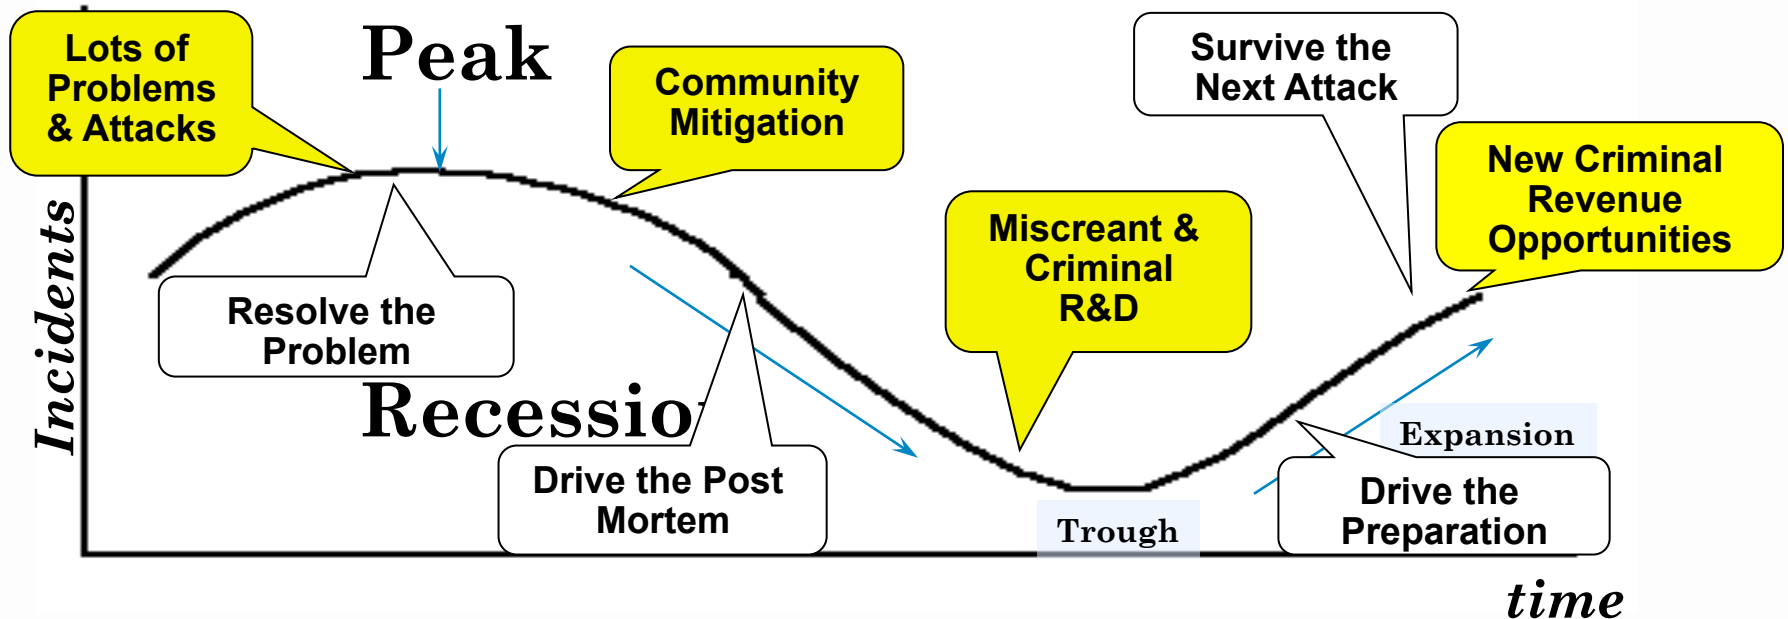 Lots of
Problems
& Attacks
Peak
Community
Mitigation
Survive the
Next Attack
New Criminal
Revenue
Opportunities
Miscreant &
Criminal
R&D
Incidents
Resolve the
Problem
Recessio
Drive the Post
Mortem
Trough
Expansion
Drive the
Preparation
time